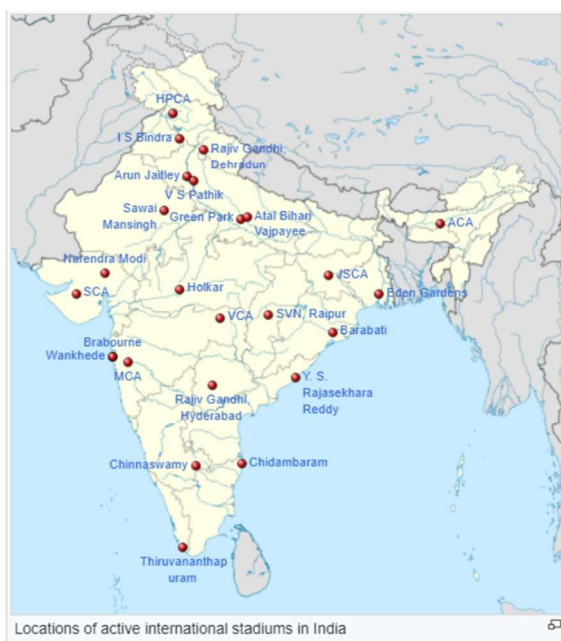 HPCA
I S Bindra
Rajiv Gandhi,
Dehradun
Arun Jaitley
V S Pathik
Sawai
Mansingh
Green Park
Atal Bihari
Vajpayee
ACA
Narendra Modi
SCA
Holkar
JSCA
Eden Gardens
VCA
SVN, Raipur
Barabati
Brabourne
Wankhede
MCA
Rajiv Gandhi,
Hyderabad
Y. S.
Rajasekhara
Reddy
Chinnaswamy
Chidambaram
Thiruvananthap
uram
Locations of active international stadiums in India